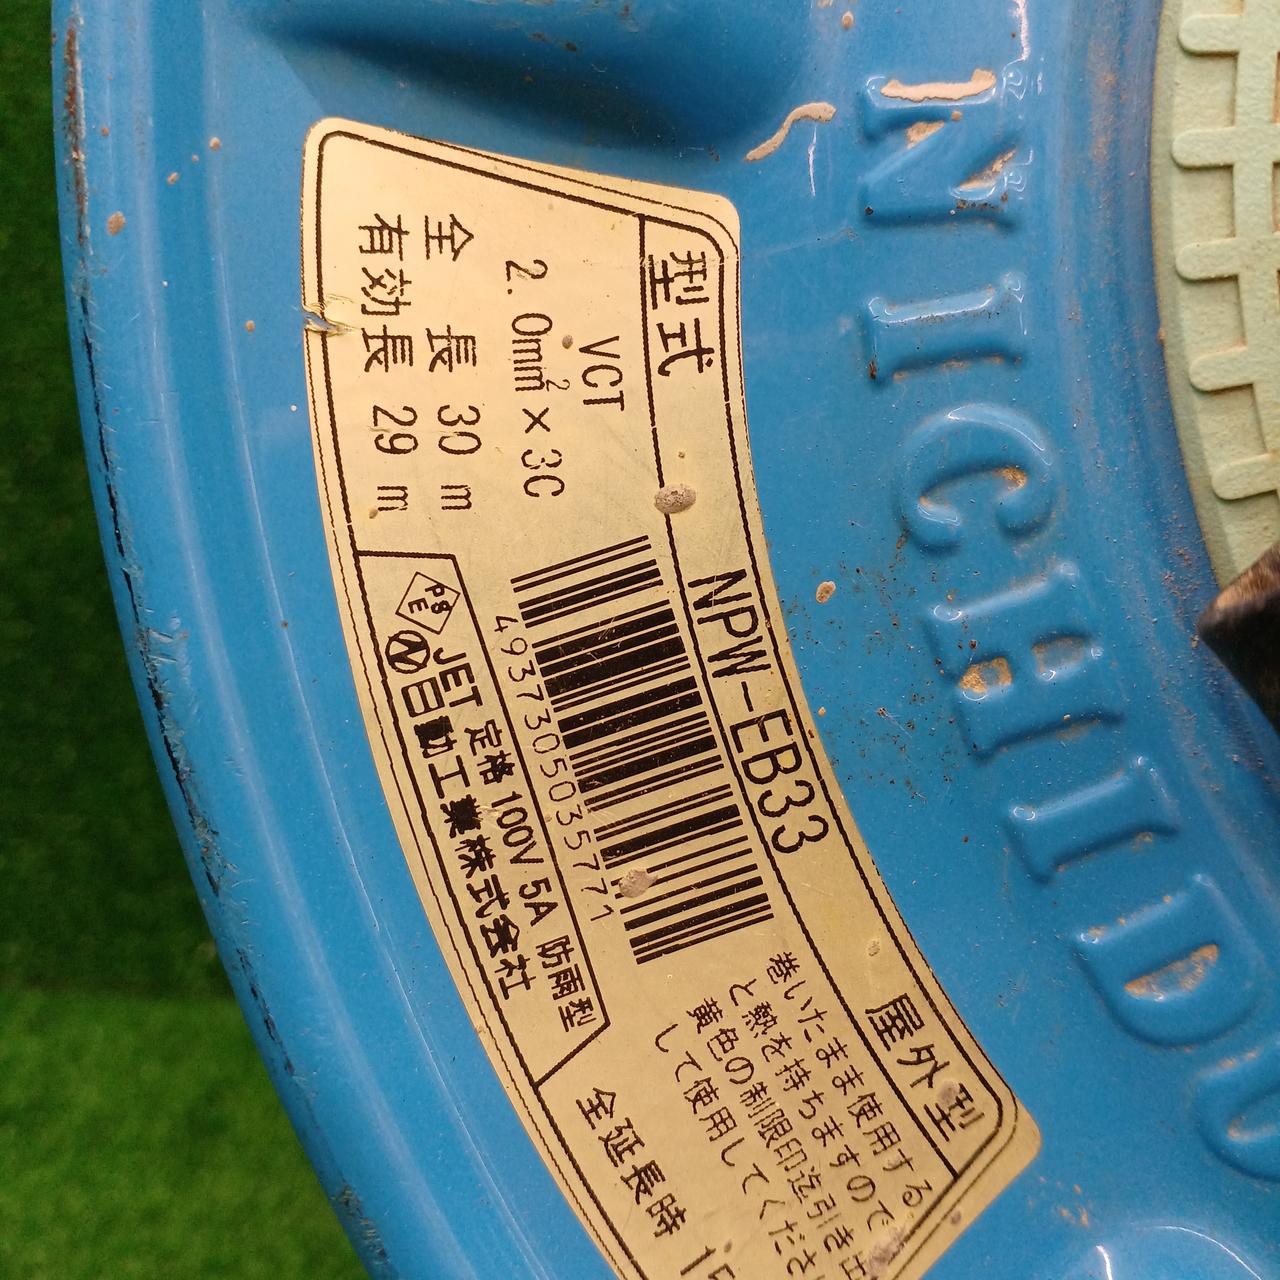 NICHIDO
型式 NPW-EB33 屋外型
VCT
2.0mm² × 3C
全長 30 m
有効長 29 m
4937305035771
巻いたまま使用する
と熱を持ちますので
黄色の制限印迄引き出
して使用してください
PS
E
JET 定格 100V 5A 防雨型
日動工業株式会社
全延長時